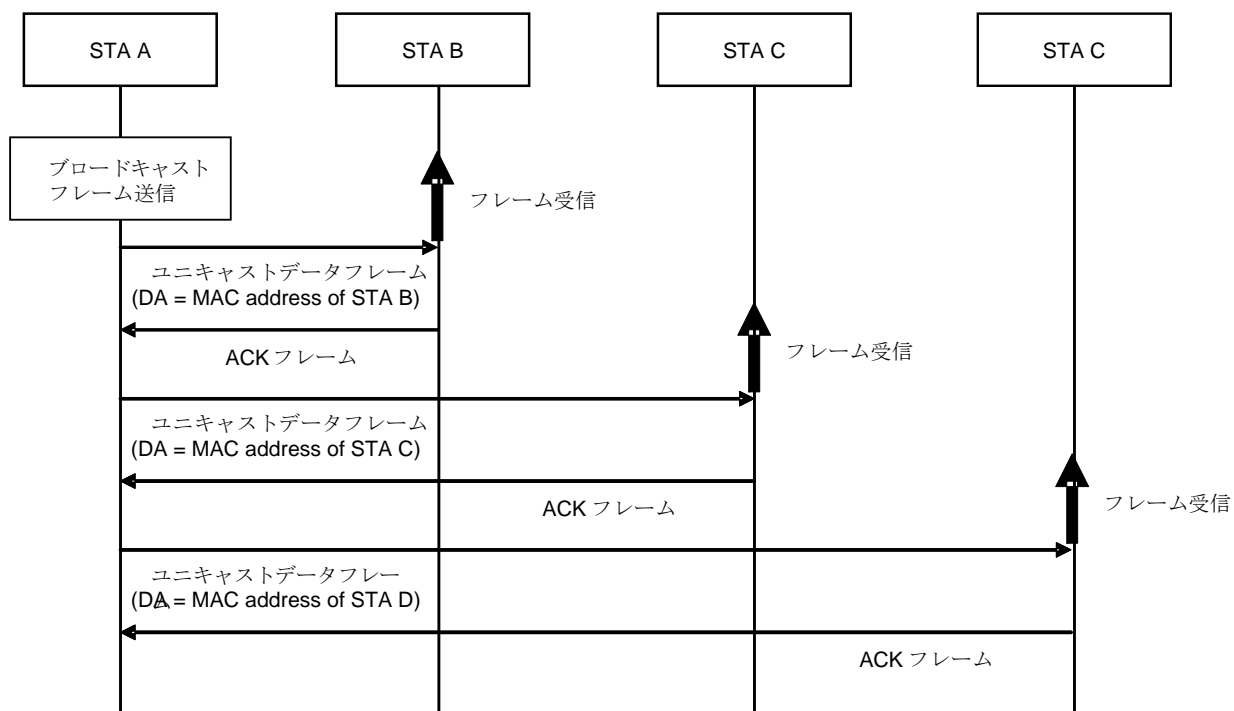 STA A
STA B
STA C
STA C
ブロードキャスト
フレーム送信
フレーム受信
ユニキャストデータフレーム
(DA = MAC address of STA B)
ACK フレーム
フレーム受信
ユニキャストデータフレーム
(DA = MAC address of STA C)
ACK フレーム
フレーム受信
ユニキャストデータフレー
ム
(DA = MAC address of STA D)
ACK フレーム